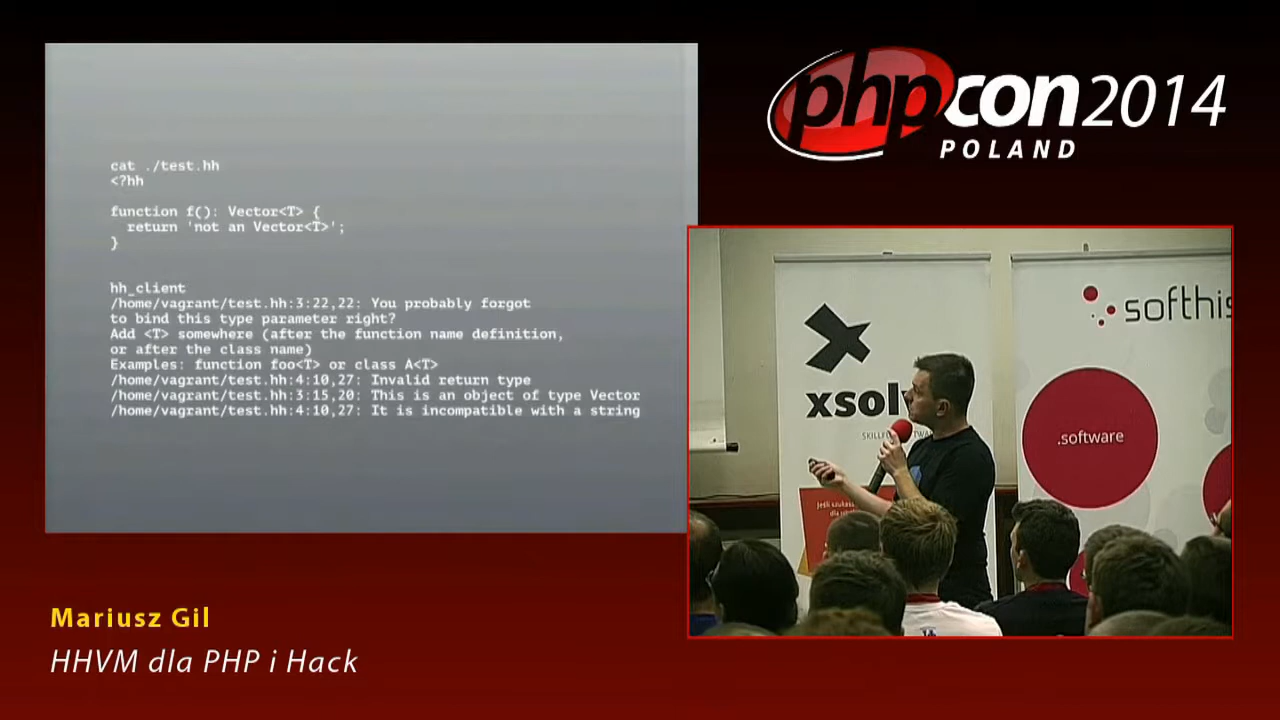 cat ./test.hh
<?hh
function f(): Vector<T> {
return 'not an Vector<T>';
}
hh_client
/home/vagrant/test.hh:3:22,22: You probably forgot
to bind this type parameter right?
Add <T> somewhere (after the function name definition,
or after the class name)
Examples: function foo<T> or class A<T>
/home/vagrant/test.hh:4:10,27: Invalid return type
/home/vagrant/test.hh:3:15,20: This is an object of type Vector
/home/vagrant/test.hh:4:10,27: It is incompatible with a string
phpcon2014
POLAND
xsol
softhis
.software
Jeśli szukasz
Mariusz Gil
HHVM dla PHP i Hack